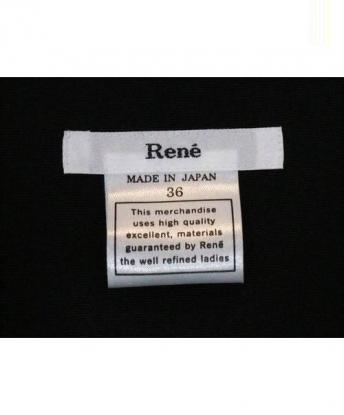 René
MADE IN JAPAN
36
This merchandise
uses high quality
excellent, materials
guaranteed by René
the well refined ladies